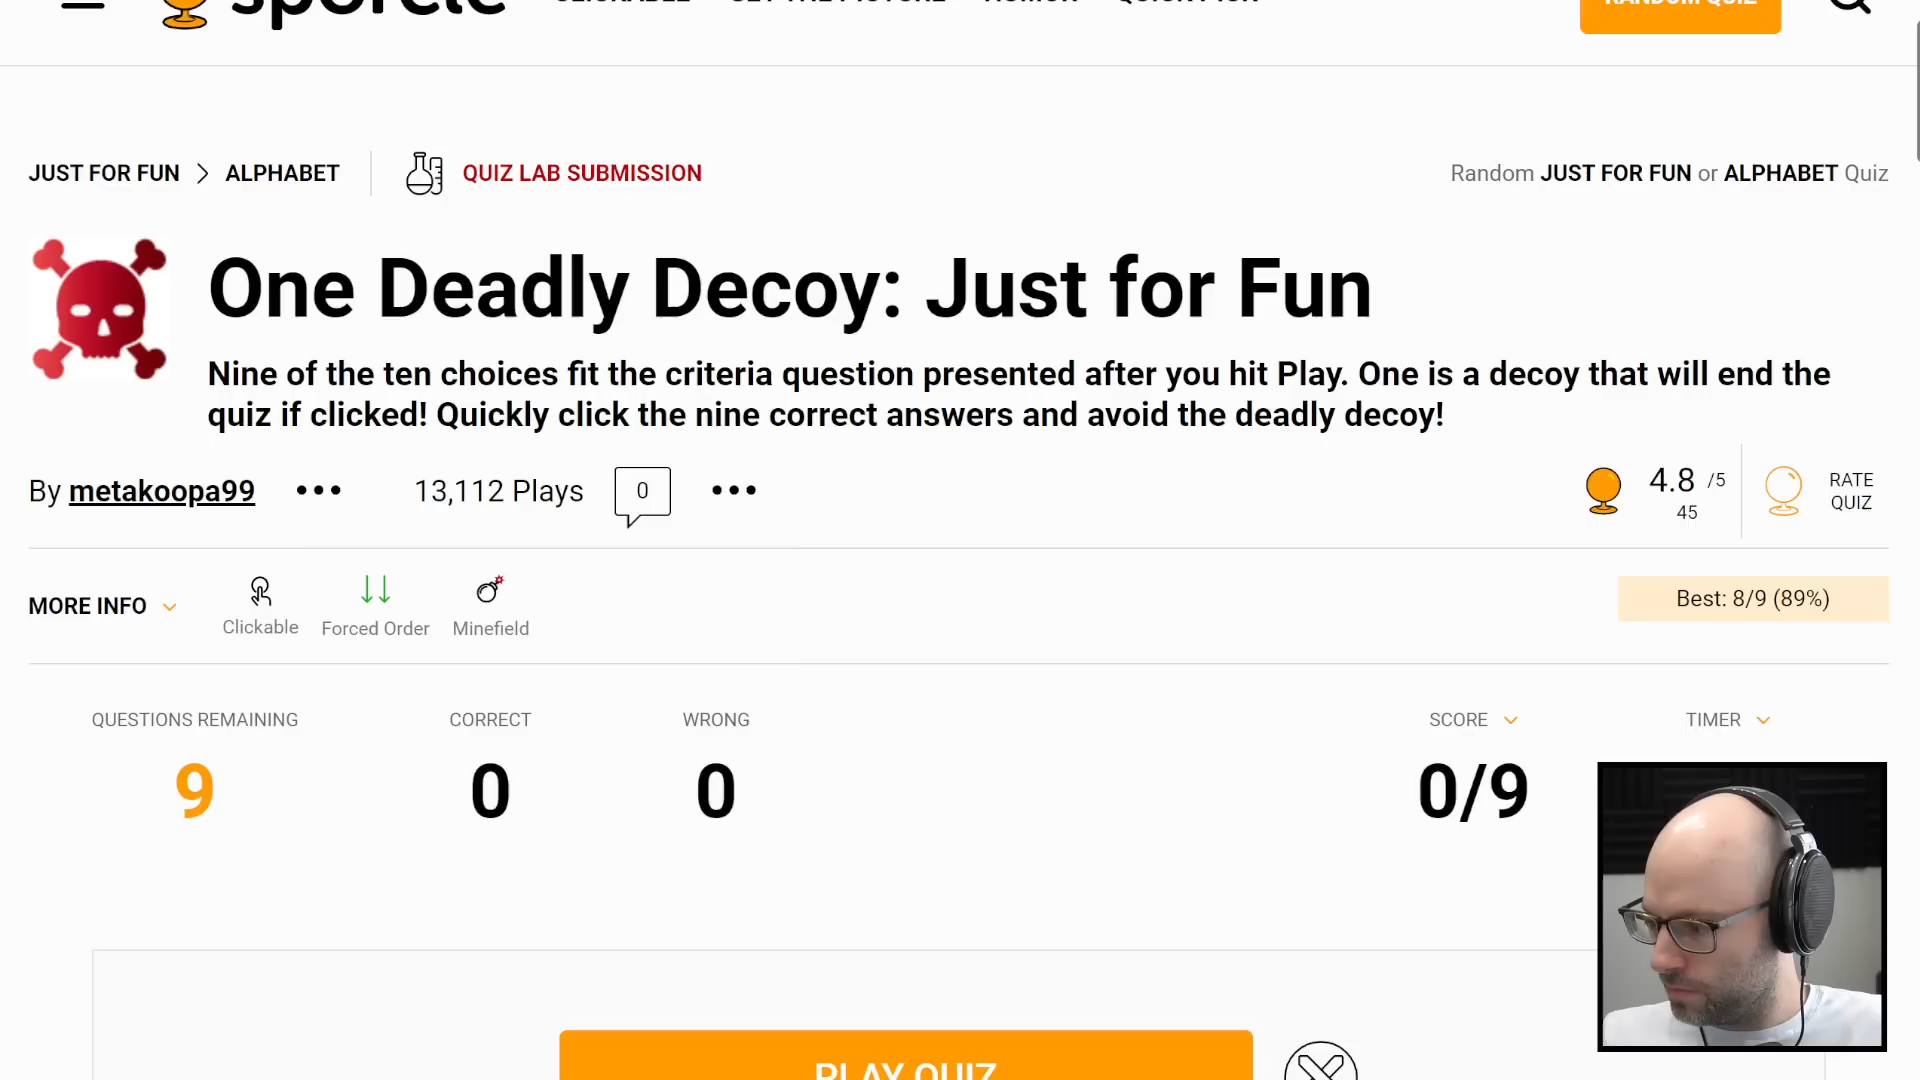 JUST FOR FUN > ALPHABET
QUIZ LAB SUBMISSION
Random JUST FOR FUN or ALPHABET Quiz
One Deadly Decoy: Just for Fun
Nine of the ten choices fit the criteria question presented after you hit Play. One is a decoy that will end the
quiz if clicked! Quickly click the nine correct answers and avoid the deadly decoy!
By metakoopa99
13,112 Plays
0
4.8 /5
45
RATE
QUIZ
MORE INFO
Clickable
Forced Order
Minefield
Best: 8/9 (89%)
QUESTIONS REMAINING
9
CORRECT
0
WRONG
0
SCORE
0/9
TIMER
PLAY QUIZ